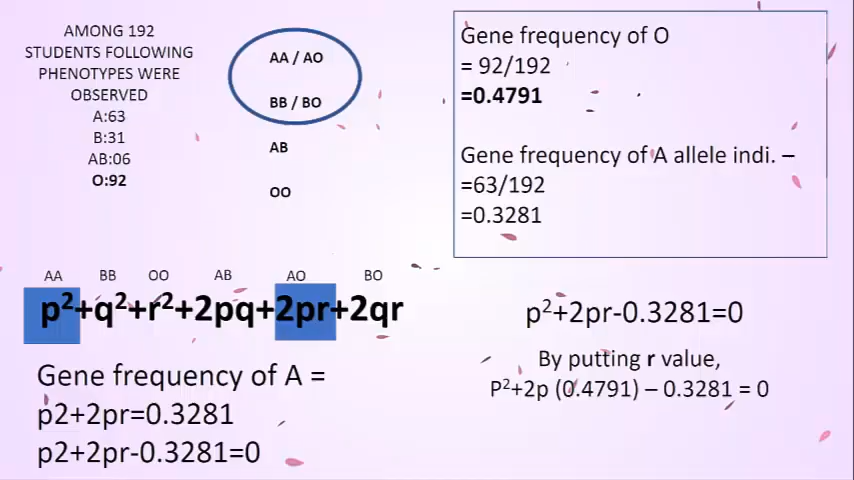 AMONG 192
STUDENTS FOLLOWING
PHENOTYPES WERE
OBSERVED
A:63
B:31
AB:06
O:92
AA / AO
BB / BO
AB
OO
Gene frequency of O
= 92/192
=0.4791
Gene frequency of A allele indi. –
=63/192
=0.3281
AA BB OO AB AO BO
p²+q²+r²+2pq+2pr+2qr
Gene frequency of A =
p2+2pr=0.3281
p2+2pr-0.3281=0
p²+2pr-0.3281=0
By putting r value,
P²+2p (0.4791) – 0.3281 = 0